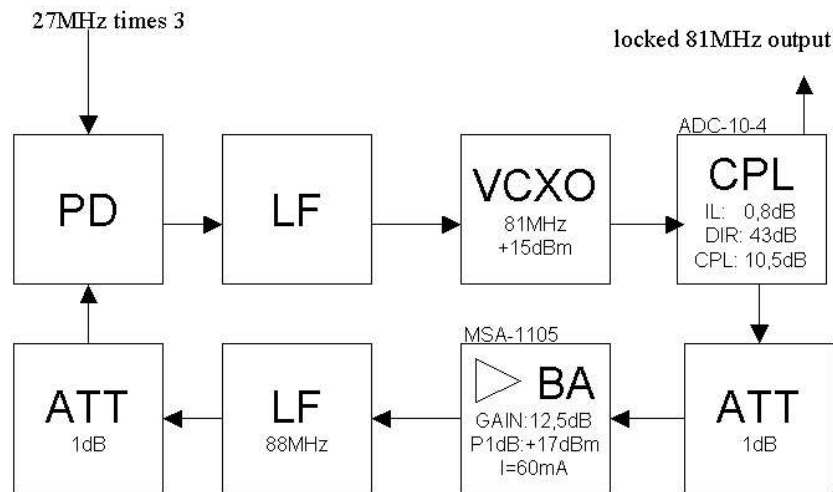 27MHz times 3
locked 81MHz output
PD
LF
VCXO
81MHz
+15dBm
ADC-10-4
CPL
IL: 0,8dB
DIR: 43dB
CPL: 10,5dB
ATT
1dB
LF
88MHz
MSA-1105
BA
GAIN:12,5dB
P1dB:+17dBm
I=60mA
ATT
1dB